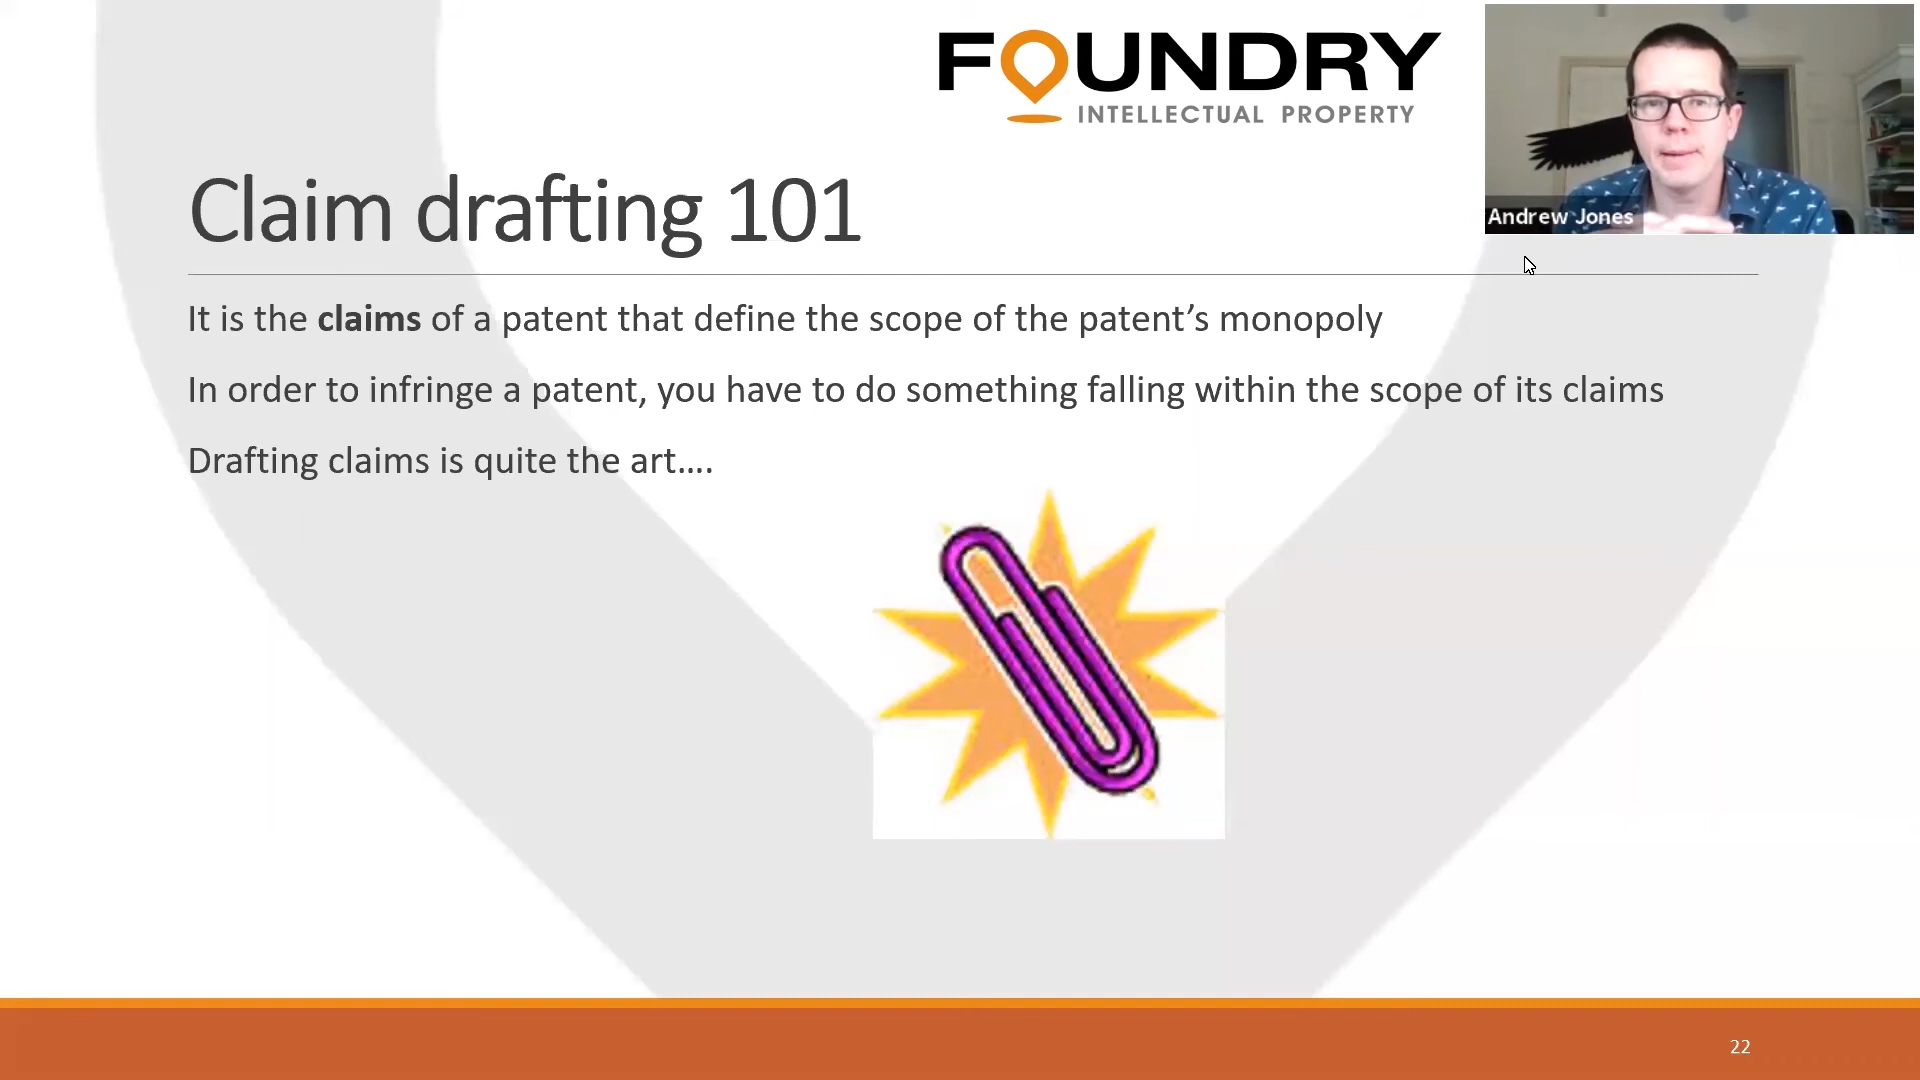 FOUNDRY
INTELLECTUAL PROPERTY
Andrew Jones
Claim drafting 101
It is the claims of a patent that define the scope of the patent’s monopoly
In order to infringe a patent, you have to do something falling within the scope of its claims
Drafting claims is quite the art....
22